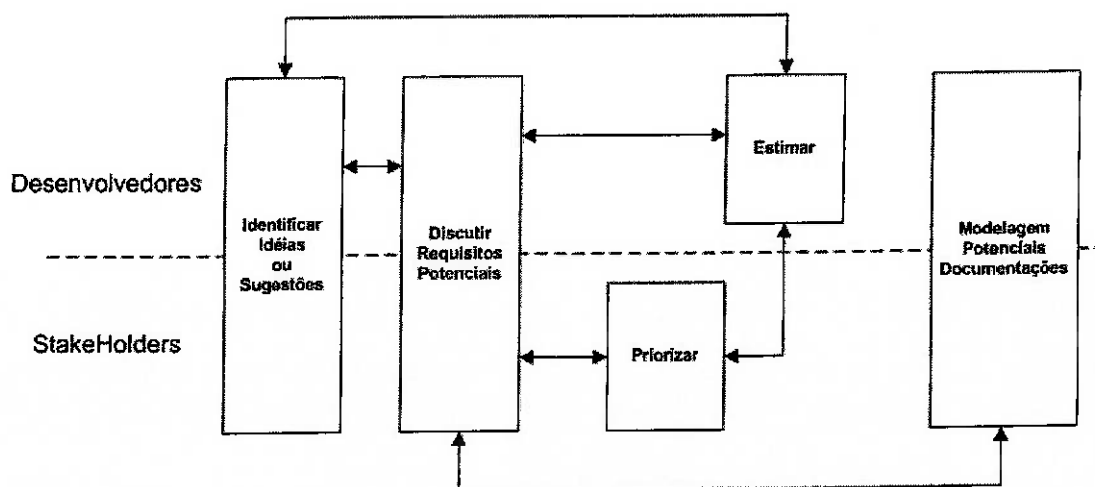 Desenvolvedores
StakeHolders
Identificar
Idéias
ou
Sugestões
Discutir
Requisitos
Potenciais
Estimar
Priorizar
Modelagem
Potenciais
Documentações